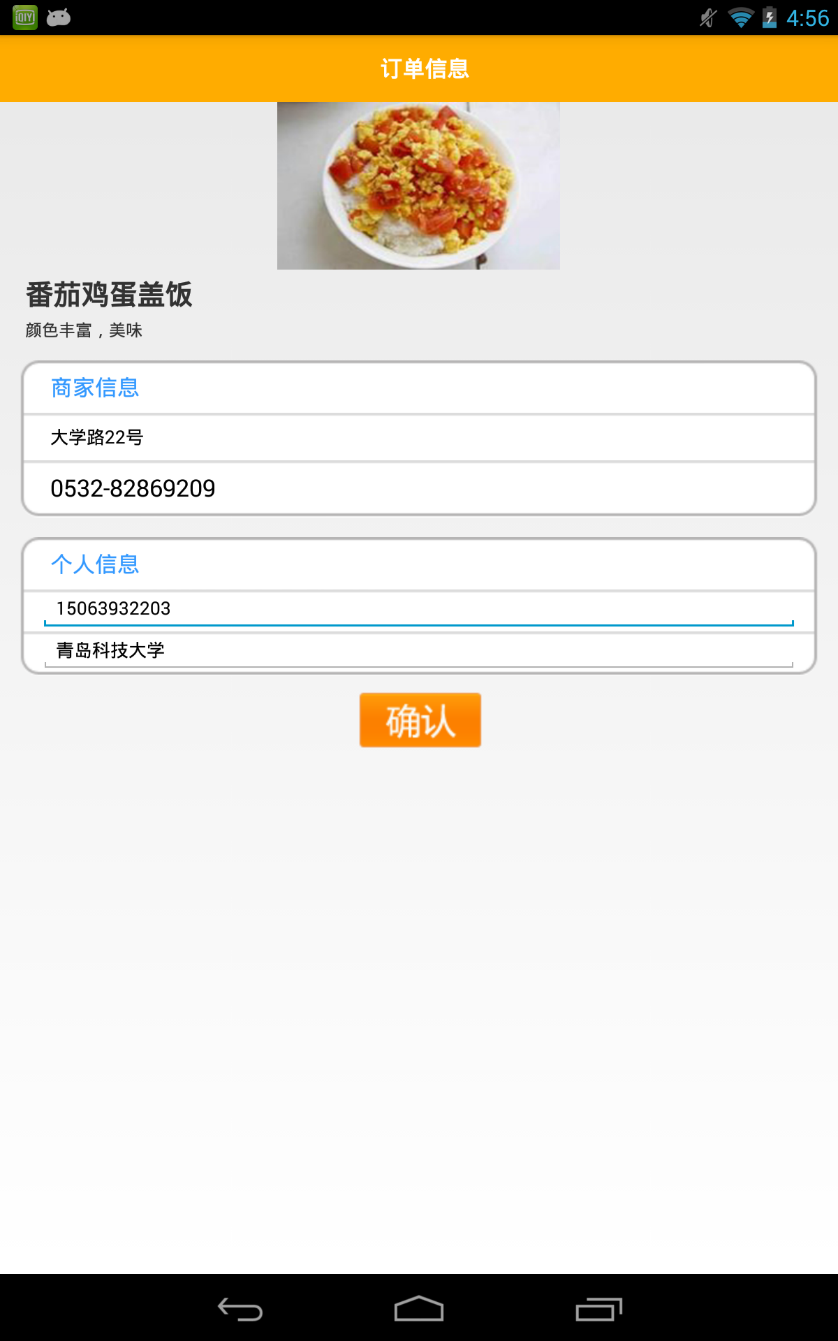 QIY
4:56
订单信息
番茄鸡蛋盖饭
颜色丰富，美味
商家信息
大学路22号
0532-82869209
个人信息
15063932203
青岛科技大学
确认